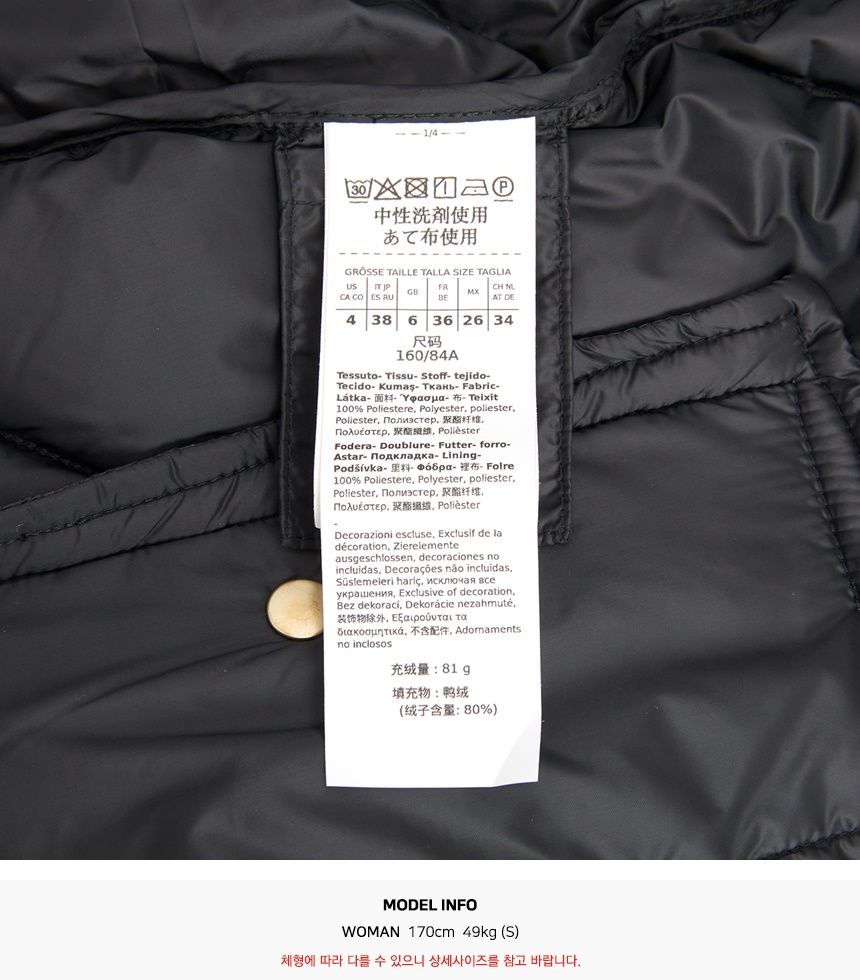 1/4
30 P
中性洗剤使用
あて布使用
GRÖSSE TAILLE TALLA SIZE TAGLIA
US CA CO IT JP ES RU GB FR BE MX CH NL AT DE
4 38 6 36 26 34
尺码
160/84A
Tessuto- Tissu- Stoff- tejido-
Tecido- Kumaş- Ткань- Fabric-
Látka- 面料- Ύφασμα- 布- Teixit
100% Poliestere, Polyester, poliester,
Poliester, Полиэстер, 聚酯纤维,
Πολυέστερ, 聚酯纖維, Polièster
Fodera- Doublure- Futter- forro-
Astar- Подкладка- Lining-
Podšívka- 里料- Φόδρα- 裡布- Folre
100% Poliestere, Polyester, poliester,
Poliester, Полиэстер, 聚酯纤维,
Πολυέστερ, 聚酯纖維, Polièster
-
Decorazioni escluse, Exclusif de la
décoration, Zierelemente
ausgeschlossen, decoraciones no
incluidas, Decorações não incluidas,
Süslemeleri hariç, исключая все
украшения, Exclusive of decoration,
Bez dekorací, Dekorácie nezahmuté,
装饰物除外, Εξαιρούνται τα
διακοσμητικά, 不含配件, Adornaments
no inclosos
充绒量 : 81 g
填充物 : 鸭绒
(绒子含量: 80%)
MODEL INFO
WOMAN 170cm 49kg (S)
체형에 따라 다를 수 있으니 상세사이즈를 참고 바랍니다.